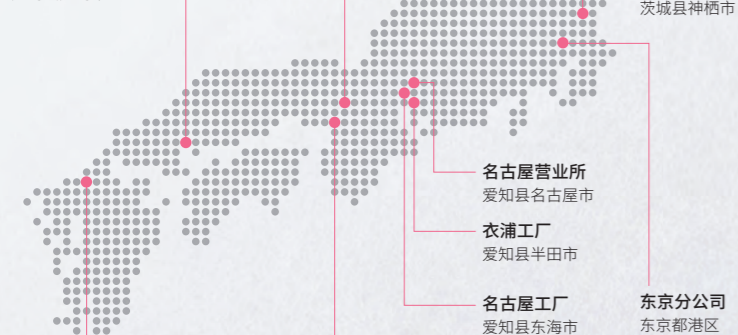 茨城县神栖市
名古屋营业所
爱知县名古屋市
衣浦工厂
爱知县半田市
名古屋工厂
爱知县东海市
东京分公司
东京都港区